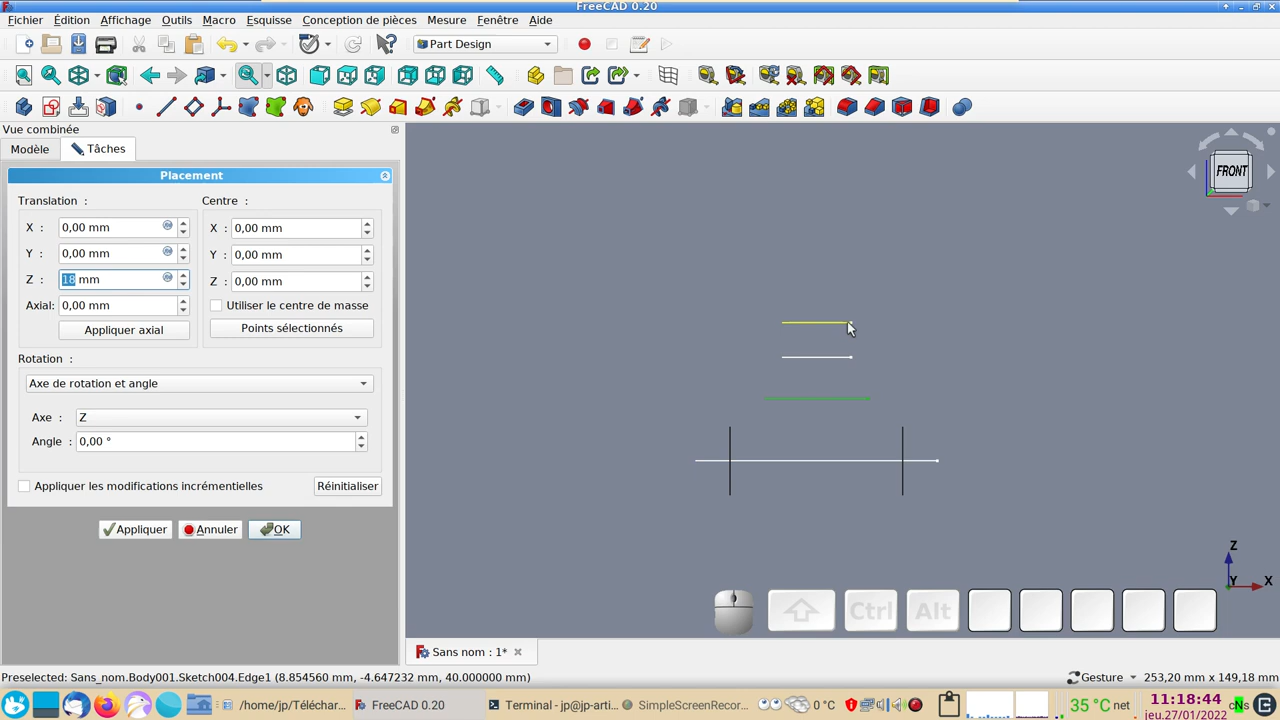 FreeCAD 0.20
Fichier Édition Affichage Outils Macro Esquisse Conception de pièces Mesure Fenêtre Aide
Part Design
Vue combinée
Modèle Tâches
Placement
Translation : Centre :
X : 0,00 mm X : 0,00 mm
Y : 0,00 mm Y : 0,00 mm
Z : 18 mm Z : 0,00 mm
Axial: 0,00 mm Utiliser le centre de masse
Appliquer axial Points sélectionnés
Rotation :
Axe de rotation et angle
Axe : Z
Angle : 0,00 °
Appliquer les modifications incrémentielles Réinitialiser
Appliquer Annuler OK
FRONT
Z
Y X
Ctrl Alt
Sans nom : 1*
Preselected: Sans_nom.Body001.Sketch004.Edge1 (8.854560 mm, -4647232 mm, 40.000000 mm) Gesture 253,20 mm x 149,18 mm
/home/jp/Téléchar... FreeCAD 0.20 Terminal - jp@jp-arti... SimpleScreenRecor... 0 °C 35 °C net 11:18:44
jeu.27/01/2022